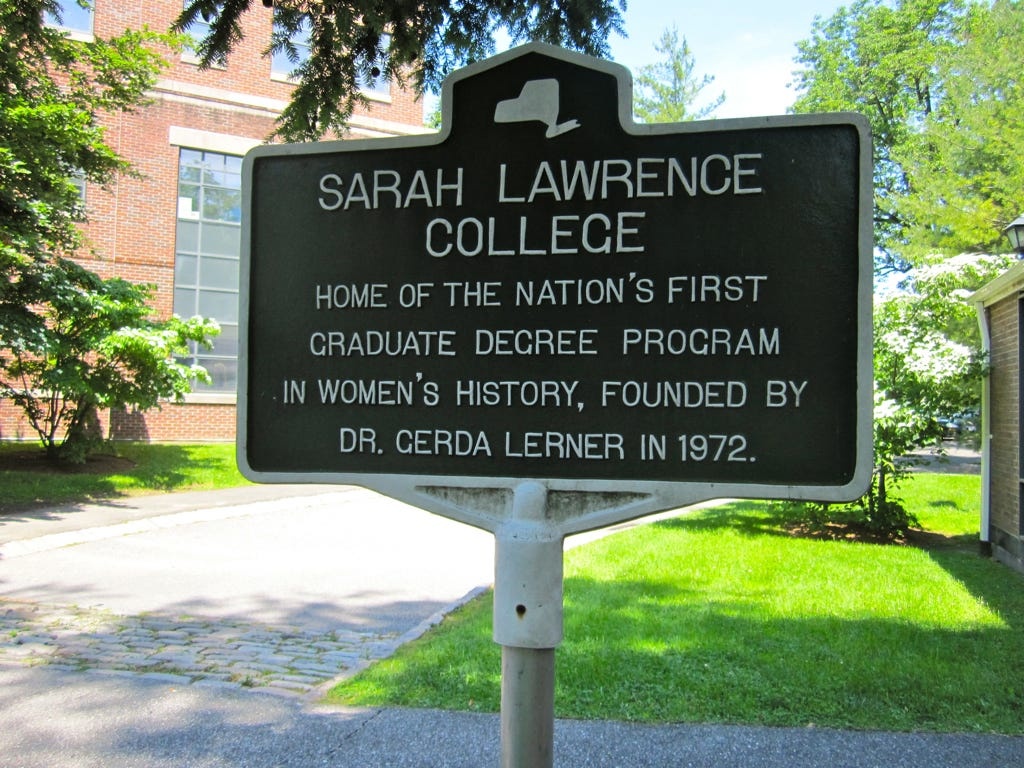 SARAH LAWRENCE
COLLEGE
HOME OF THE NATION'S FIRST
GRADUATE DEGREE PROGRAM
IN WOMEN'S HISTORY, FOUNDED BY
DR. GERDA LERNER IN 1972.